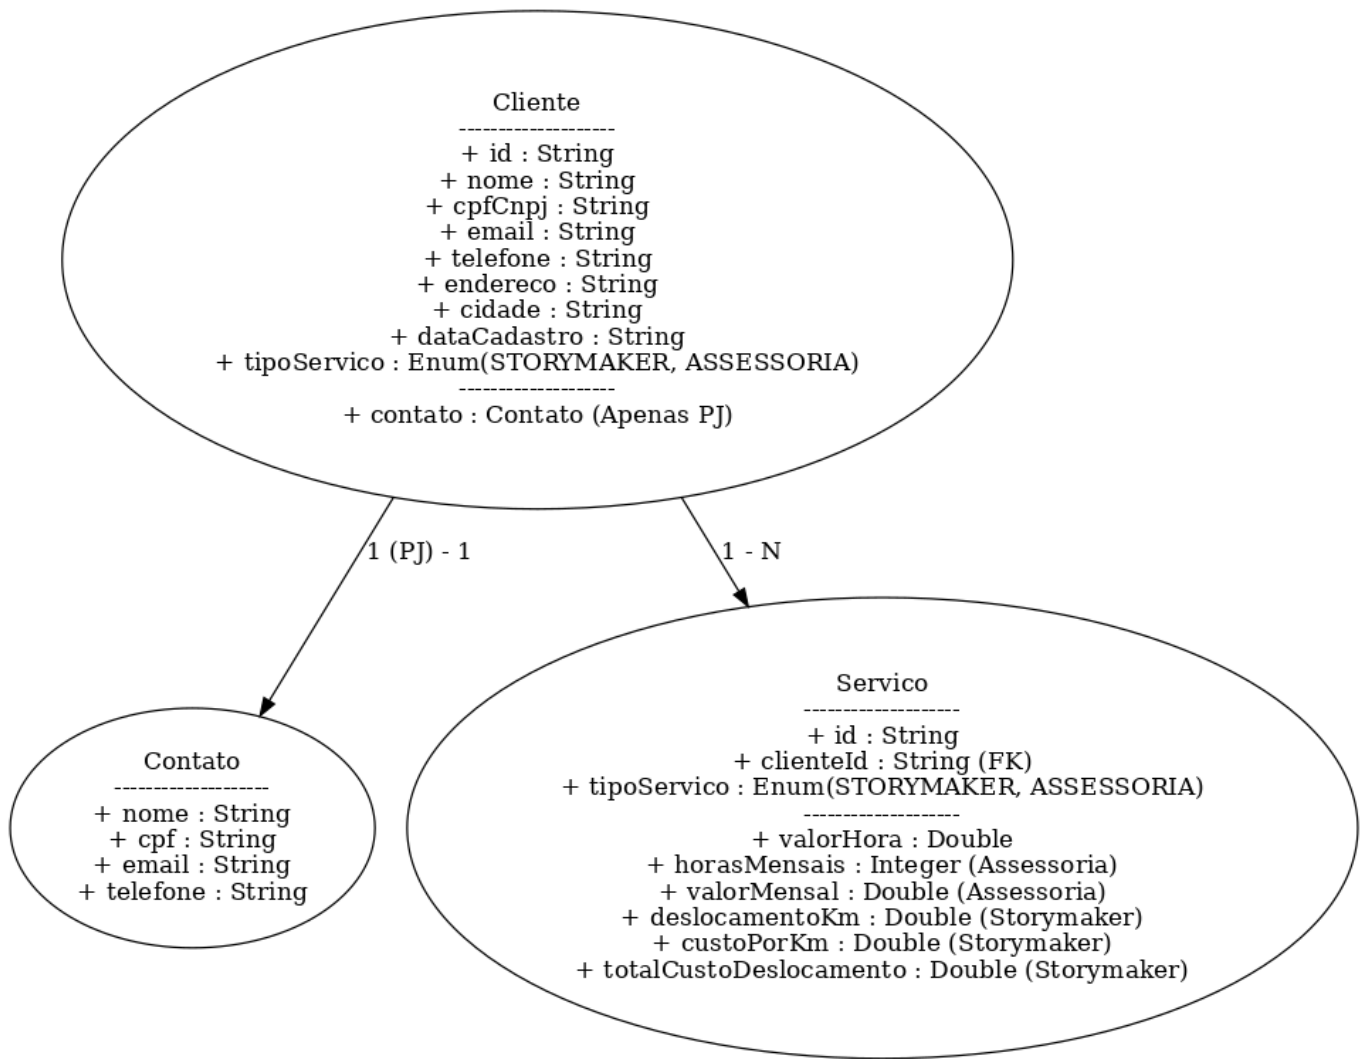 Cliente
--------------------
+ id : String
+ nome : String
+ cpfCnpj : String
+ email : String
+ telefone : String
+ endereco : String
+ cidade : String
+ dataCadastro : String
+ tipoServico : Enum(STORYMAKER, ASSESSORIA)
--------------------
+ contato : Contato (Apenas PJ)
1 (PJ) - 1
1 - N
Contato
--------------------
+ nome : String
+ cpf : String
+ email : String
+ telefone : String
Servico
--------------------
+ id : String
+ clienteId : String (FK)
+ tipoServico : Enum(STORYMAKER, ASSESSORIA)
--------------------
+ valorHora : Double
+ horasMensais : Integer (Assessoria)
+ valorMensal : Double (Assessoria)
+ deslocamentoKm : Double (Storymaker)
+ custoPorKm : Double (Storymaker)
+ totalCustoDeslocamento : Double (Storymaker)